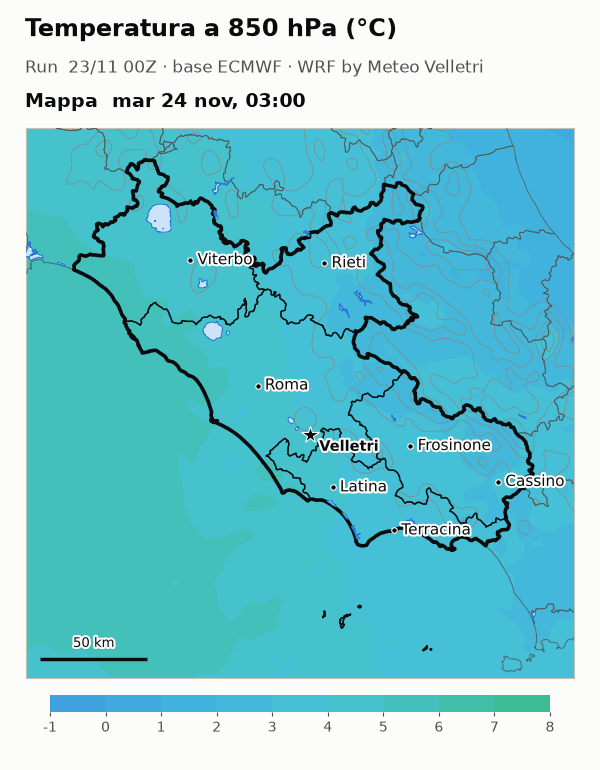 Temperatura a 850 hPa (°C)
Run  23/11 00Z · base ECMWF · WRF by Meteo Velletri
Mappa  mar 24 nov, 03:00
Viterbo
Rieti
Roma
Velletri
Frosinone
Latina
Cassino
Terracina
50 km
-1 0 1 2 3 4 5 6 7 8